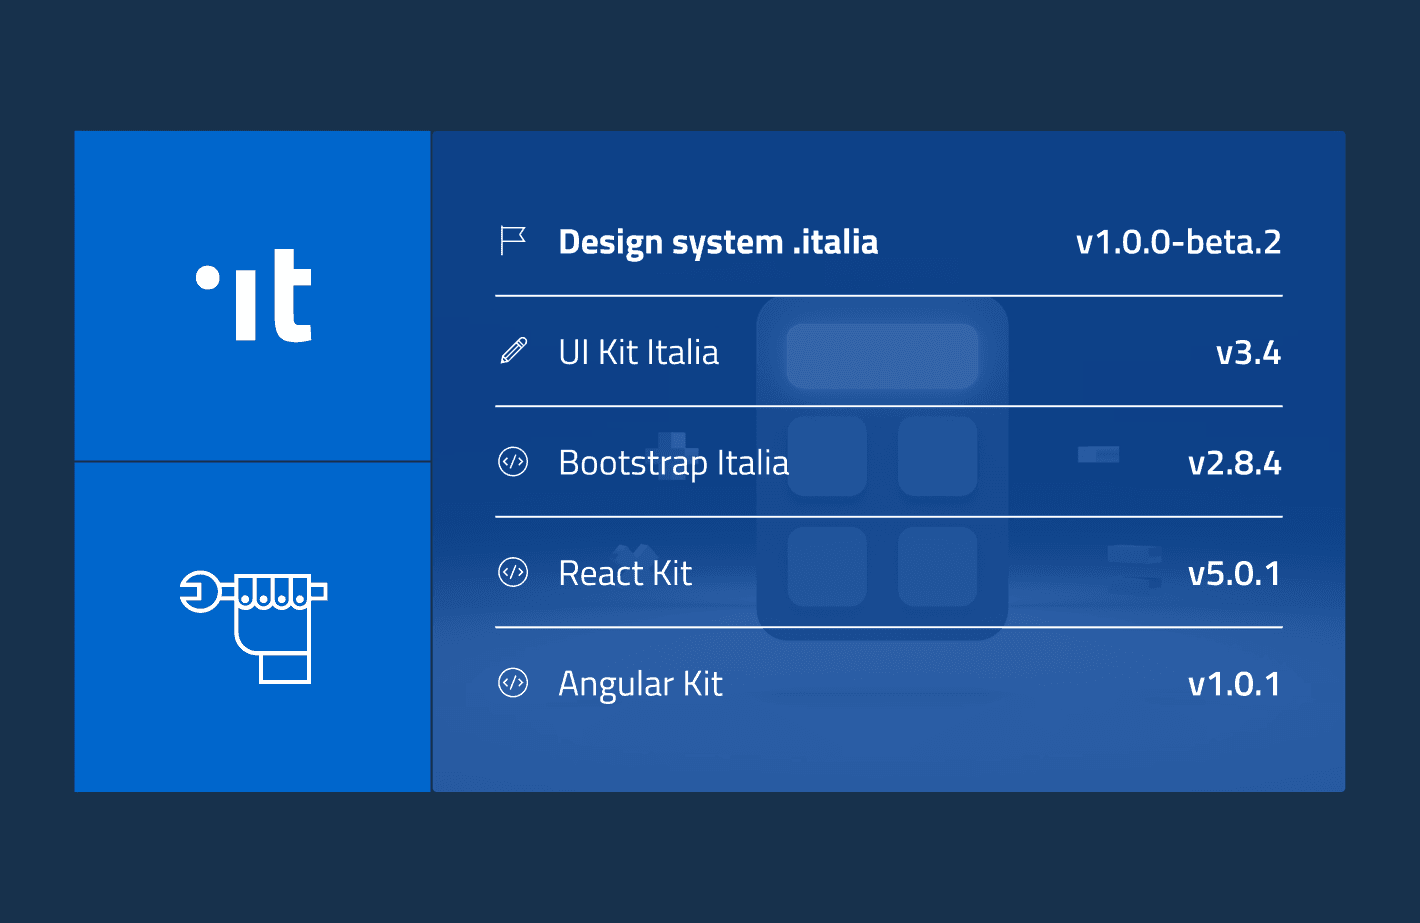 ·it
Design system .italia v1.0.0-beta.2
UI Kit Italia v3.4
Bootstrap Italia v2.8.4
React Kit v5.0.1
Angular Kit v1.0.1